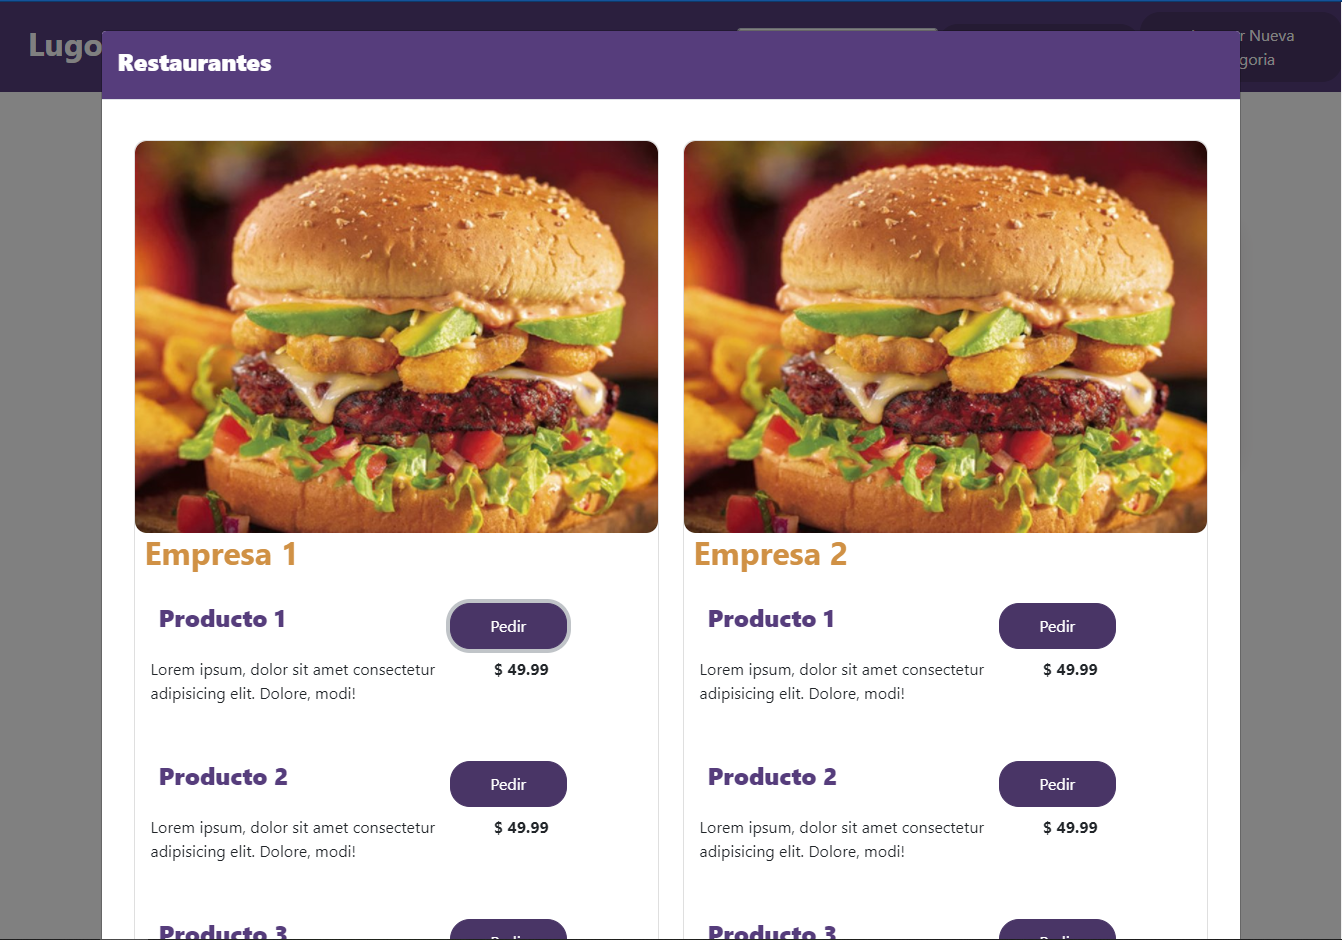 Lugo
Restaurantes
r Nueva
goria
Empresa 1
Producto 1
Pedir
Lorem ipsum, dolor sit amet consectetur
adipisicing elit. Dolore, modi!
$ 49.99
Producto 2
Pedir
Lorem ipsum, dolor sit amet consectetur
adipisicing elit. Dolore, modi!
$ 49.99
Producto 3
Pedir
Empresa 2
Producto 1
Pedir
Lorem ipsum, dolor sit amet consectetur
adipisicing elit. Dolore, modi!
$ 49.99
Producto 2
Pedir
Lorem ipsum, dolor sit amet consectetur
adipisicing elit. Dolore, modi!
$ 49.99
Producto 3
Pedir